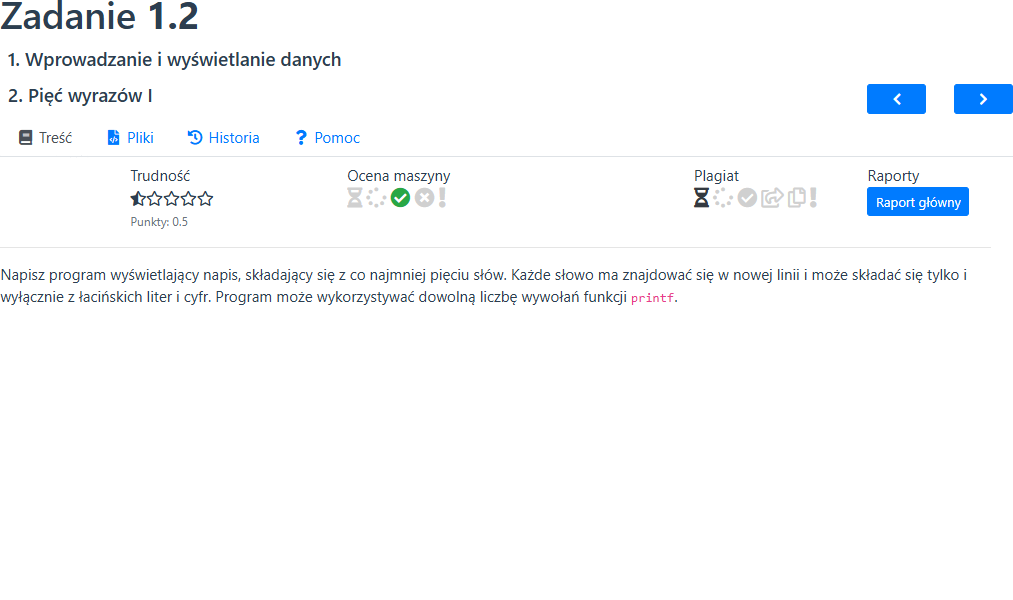 Zadanie 1.2
1. Wprowadzanie i wyświetlanie danych
2. Pięć wyrazów I
Treść Pliki Historia Pomoc
Trudność Ocena maszyny Plagiat Raporty
Raport główny
Punkty: 0.5
Napisz program wyświetlający napis, składający się z co najmniej pięciu słów. Każde słowo ma znajdować się w nowej linii i może składać się tylko i
wyłącznie z łacińskich liter i cyfr. Program może wykorzystywać dowolną liczbę wywołań funkcji printf.